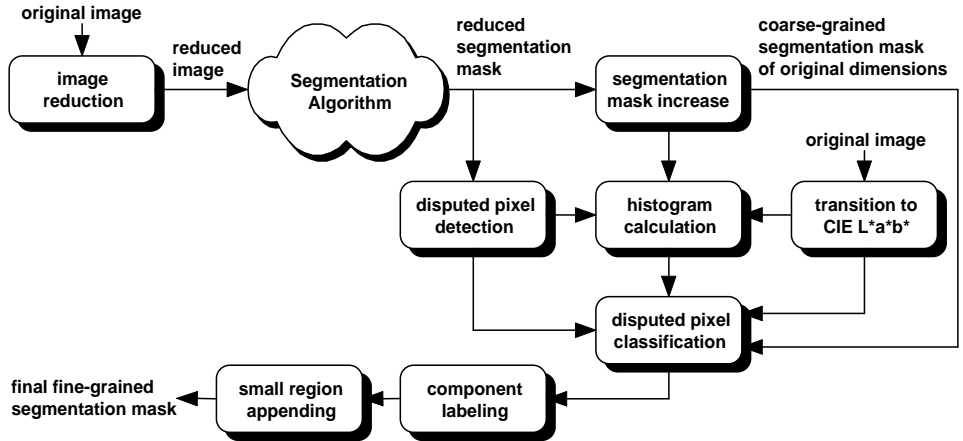 original image
image
reduction
reduced
image
Segmentation
Algorithm
reduced
segmentation
mask
segmentation
mask increase
coarse-grained
segmentation mask
of original dimensions
original image
disputed pixel
detection
histogram
calculation
transition to
CIE L*a*b*
disputed pixel
classification
final fine-grained
segmentation mask
small region
appending
component
labeling